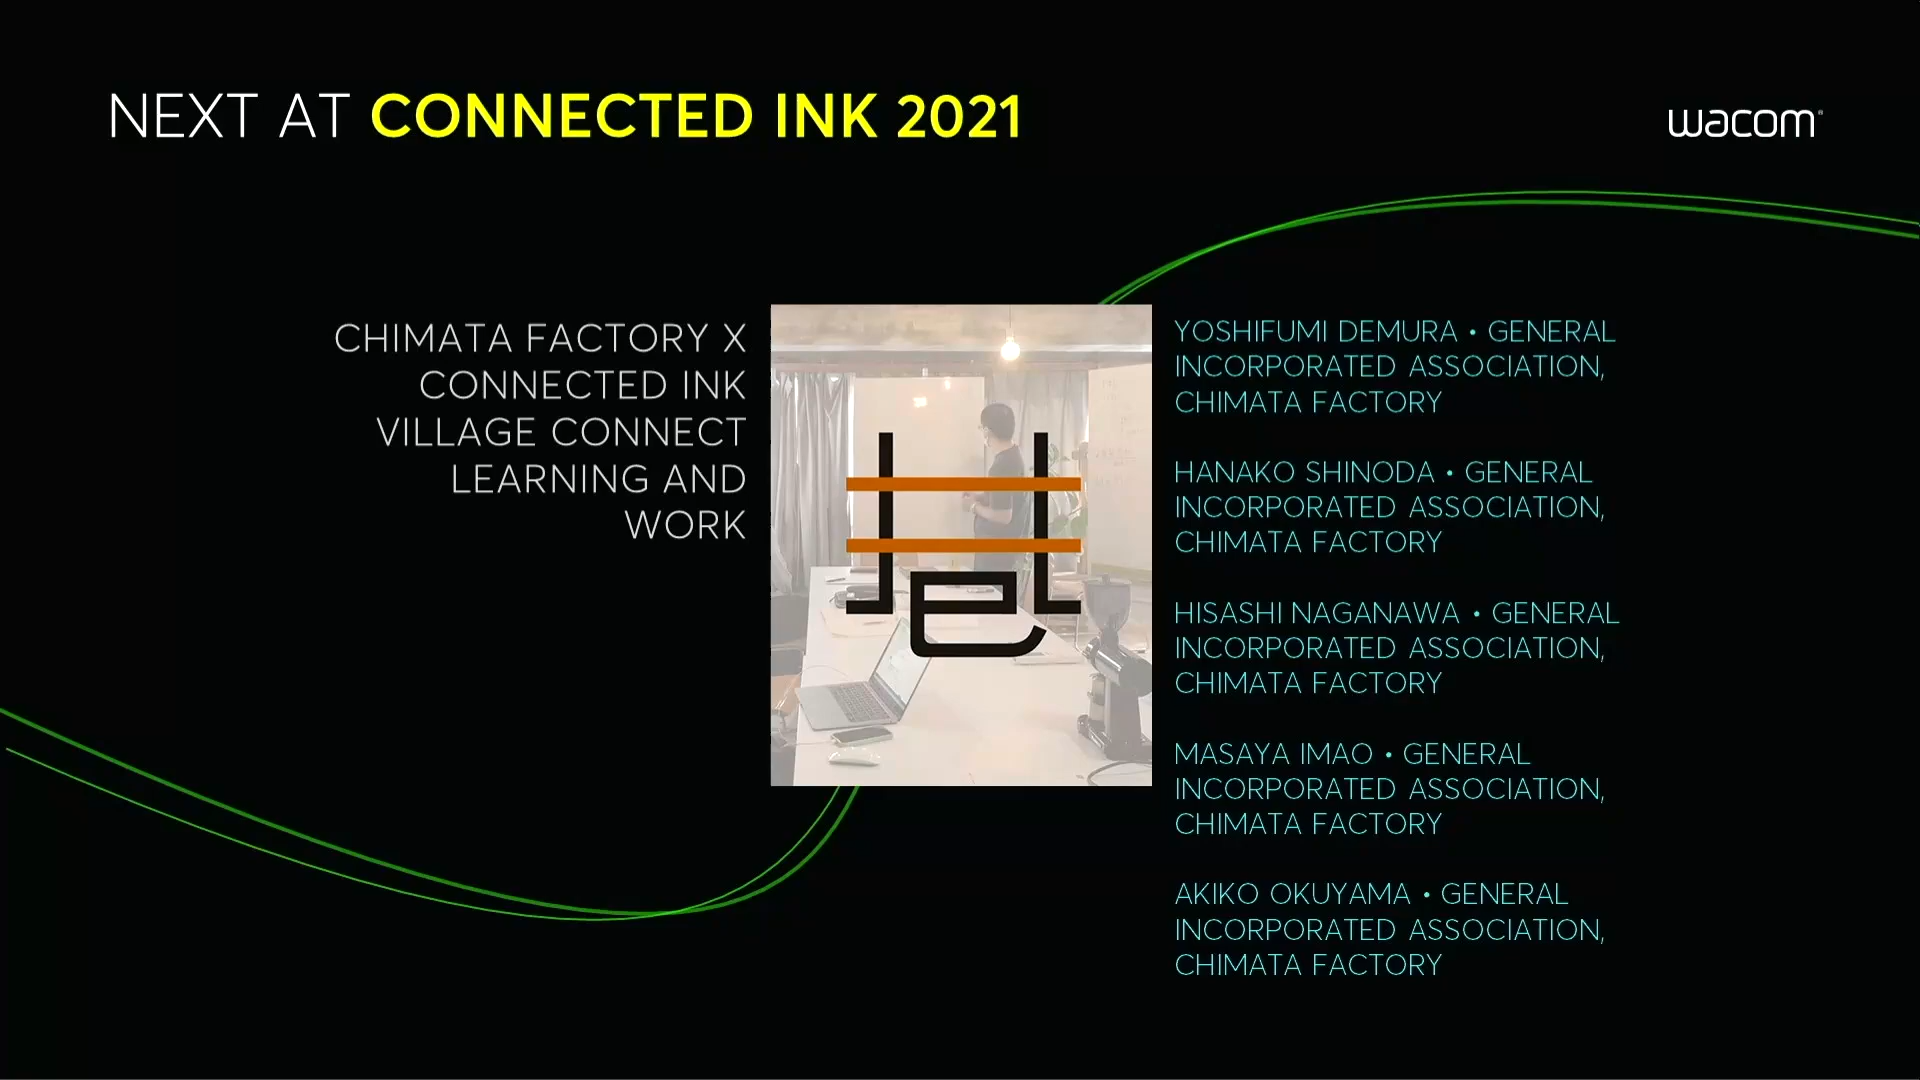 NEXT AT CONNECTED INK 2021
wacom
CHIMATA FACTORY X
CONNECTED INK
VILLAGE CONNECT
LEARNING AND
WORK
YOSHIFUMI DEMURA • GENERAL
INCORPORATED ASSOCIATION,
CHIMATA FACTORY
HANAKO SHINODA • GENERAL
INCORPORATED ASSOCIATION,
CHIMATA FACTORY
HISASHI NAGANAWA • GENERAL
INCORPORATED ASSOCIATION,
CHIMATA FACTORY
MASAYA IMAO • GENERAL
INCORPORATED ASSOCIATION,
CHIMATA FACTORY
AKIKO OKUYAMA • GENERAL
INCORPORATED ASSOCIATION,
CHIMATA FACTORY